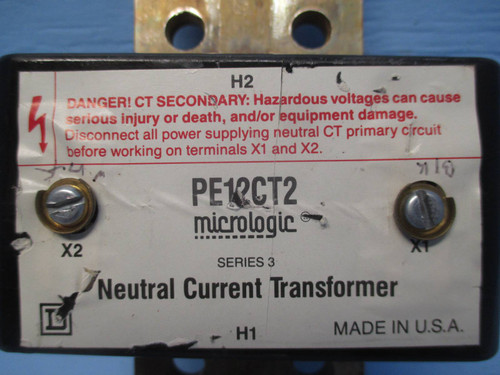 H2
DANGER! CT SECONDARY: Hazardous voltages can cause
serious injury or death, and/or equipment damage.
Disconnect all power supplying neutral CT primary circuit
before working on terminals X1 and X2.
PE12CT2
micrologic
X2
X1
SERIES 3
Neutral Current Transformer
D
H1
MADE IN U.S.A.